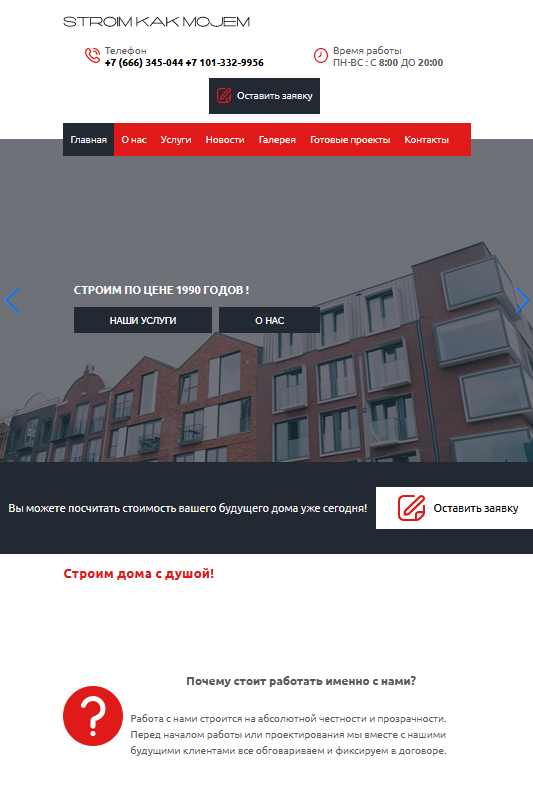 STROIM KAK MOJEM
Телефон
+7 (666) 345-044 +7 101-332-9956
Время работы
ПН-ВС : С 8:00 ДО 20:00
Оставить заявку
Главная О нас Услуги Новости Галерея Готовые проекты Контакты
СТРОИМ ПО ЦЕНЕ 1990 ГОДОВ !
НАШИ УСЛУГИ О НАС
Вы можете посчитать стоимость вашего будущего дома уже сегодня! Оставить заявку
Строим дома с душой!
Почему стоит работать именно с нами?
Работа с нами строится на абсолютной честности и прозрачности.
Перед началом работы или проектирования мы вместе с нашими
будущими клиентами все обговариваем и фиксируем в договоре.